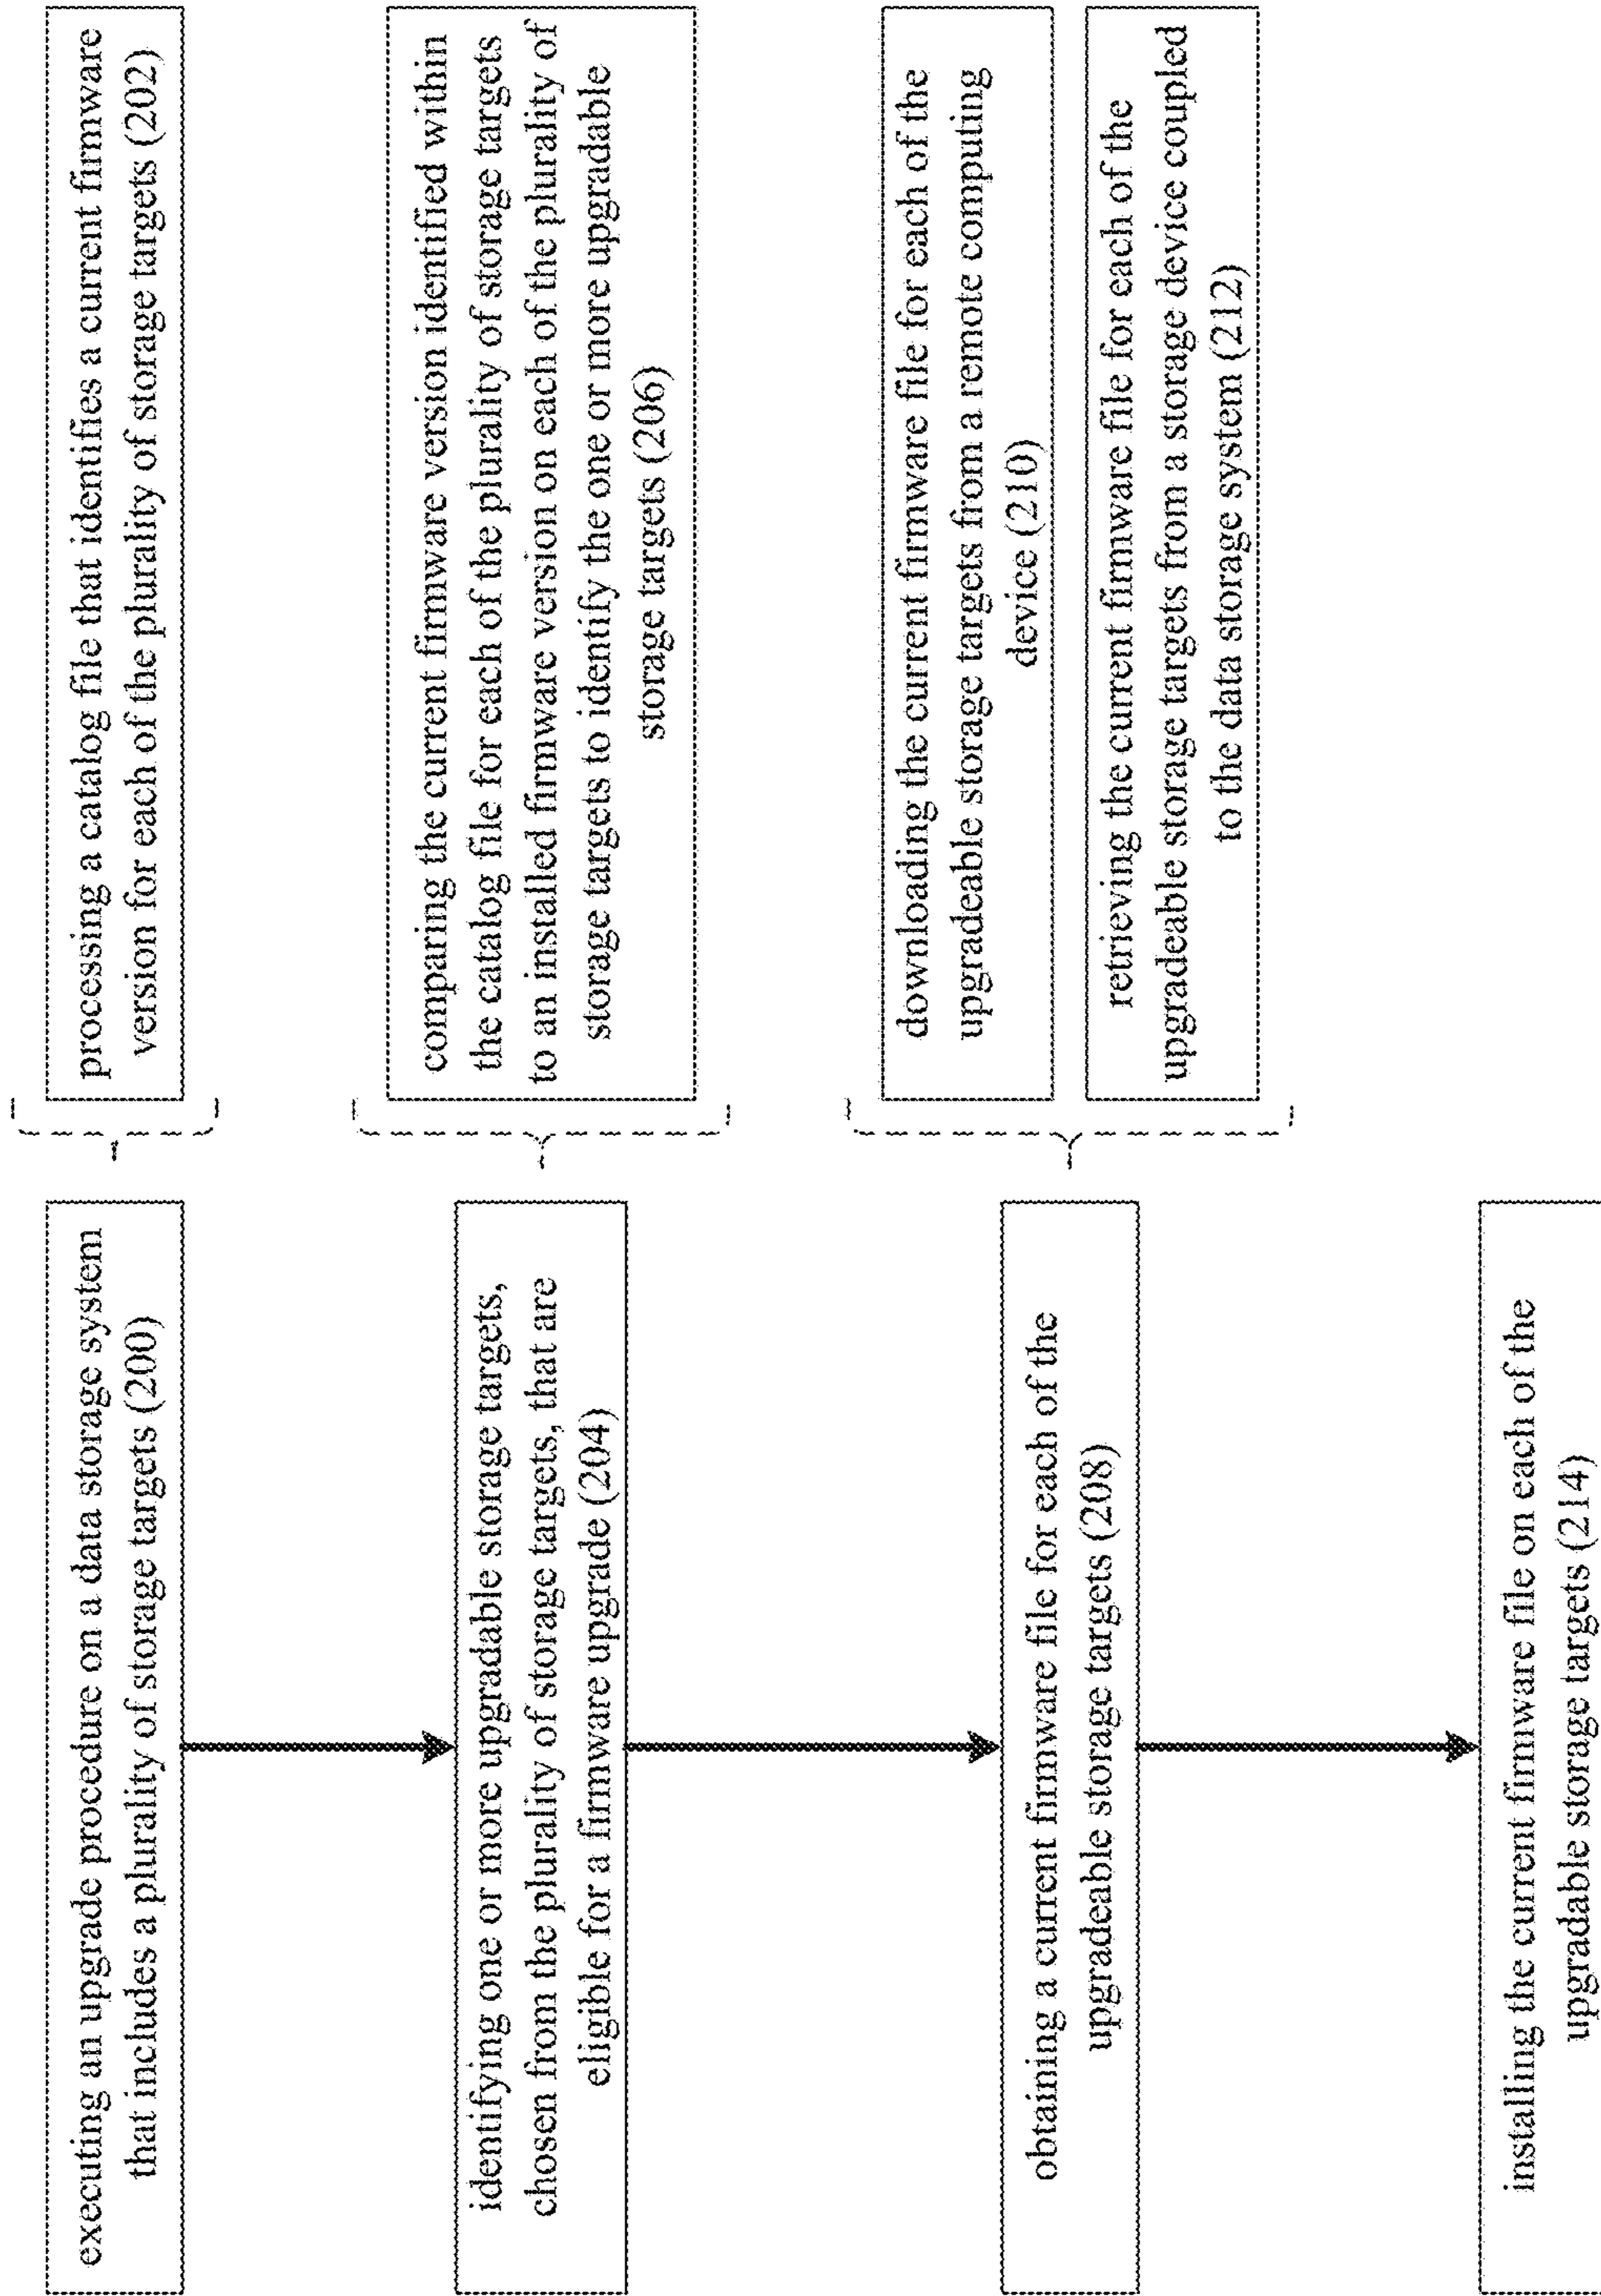 executing an upgrade procedure on a data storage system
that includes a plurality of storage targets (200)
processing a catalog file that identifies a current firmware
version for each of the plurality of storage targets (202)
identifying one or more upgradable storage targets,
chosen from the plurality of storage targets, that are
eligible for a firmware upgrade (204)
comparing the current firmware version identified within
the catalog file for each of the plurality of storage targets
to an installed firmware version on each of the plurality of
storage targets to identify the one or more upgradable
storage targets (206)
obtaining a current firmware file for each of the
upgradeable storage targets (208)
downloading the current firmware file for each of the
upgradeable storage targets from a remote computing
device (210)
retrieving the current firmware file for each of the
upgradeable storage targets from a storage device coupled
to the data storage system (212)
installing the current firmware file on each of the
upgradable storage targets (214)